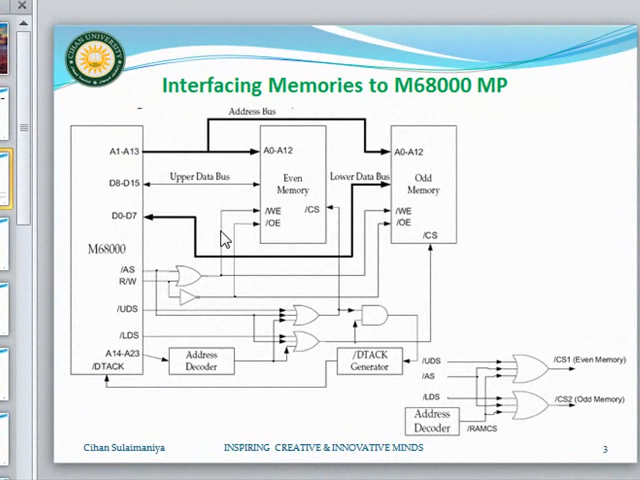 CIHAN UNIVERSITY
Interfacing Memories to M68000 MP
Address Bus
A1-A13
A0-A12
A0-A12
D8-D15
Upper Data Bus
Even
Memory
Lower Data Bus
Odd
Memory
D0-D7
/WE
/CS
/OE
/WE
/OE
/CS
M68000
/AS
R/W
/UDS
/LDS
A14-A23
/DTACK
Address
Decoder
/DTACK
Generator
/UDS
/AS
/LDS
/CS1 (Even Memory)
/CS2 (Odd Memory)
Address
Decoder
/RAMCS
Cihan Sulaimaniya
INSPIRING CREATIVE & INNOVATIVE MINDS
3